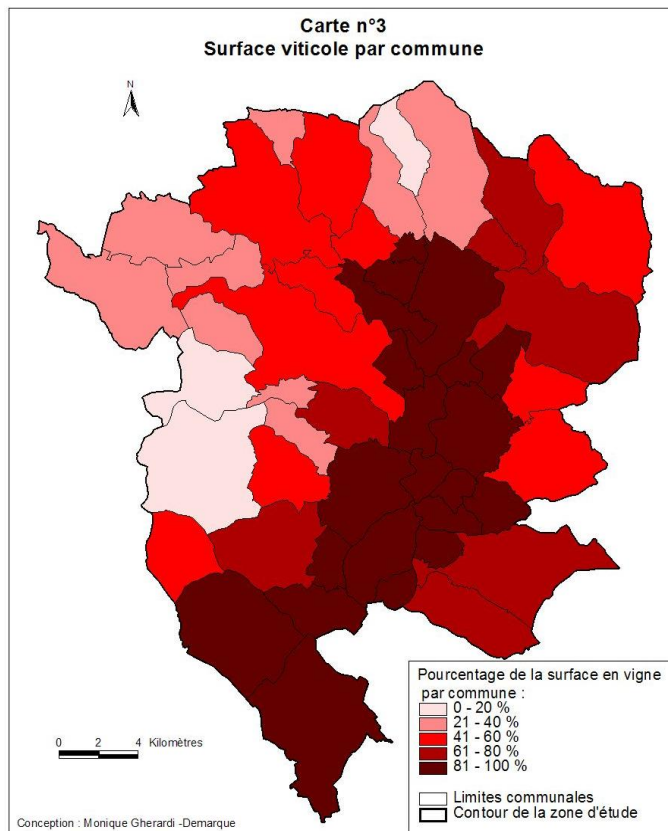 Carte n°3
Surface viticole par commune
N
Pourcentage de la surface en vigne
par commune :
0 - 20 %
21 - 40 %
41 - 60 %
61 - 80 %
81 - 100 %
Limites communales
Contour de la zone d'étude
0 2 4 Kilomètres
Conception : Monique Gherardi -Demarque